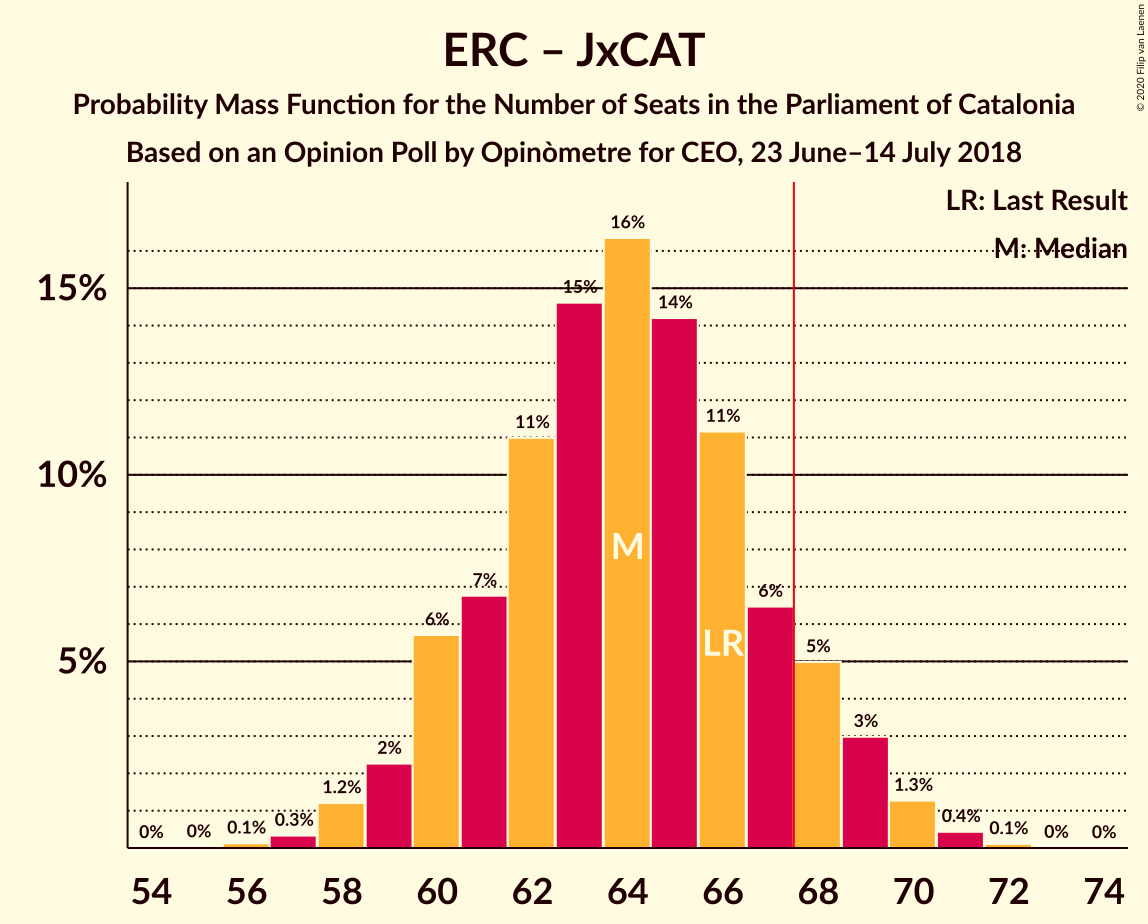 ERC – JxCAT
Probability Mass Function for the Number of Seats in the Parliament of Catalonia
Based on an Opinion Poll by Opinòmetre for CEO, 23 June–14 July 2018
© 2020 Filip van Laenen
LR: Last Result
M: Median
15%
10%
5%
0%
0%
0.1%
0.3%
1.2%
2%
6%
7%
11%
15%
16%
14%
11%
6%
5%
3%
1.3%
0.4%
0.1%
0%
0%
M
LR
54 56 58 60 62 64 66 68 70 72 74